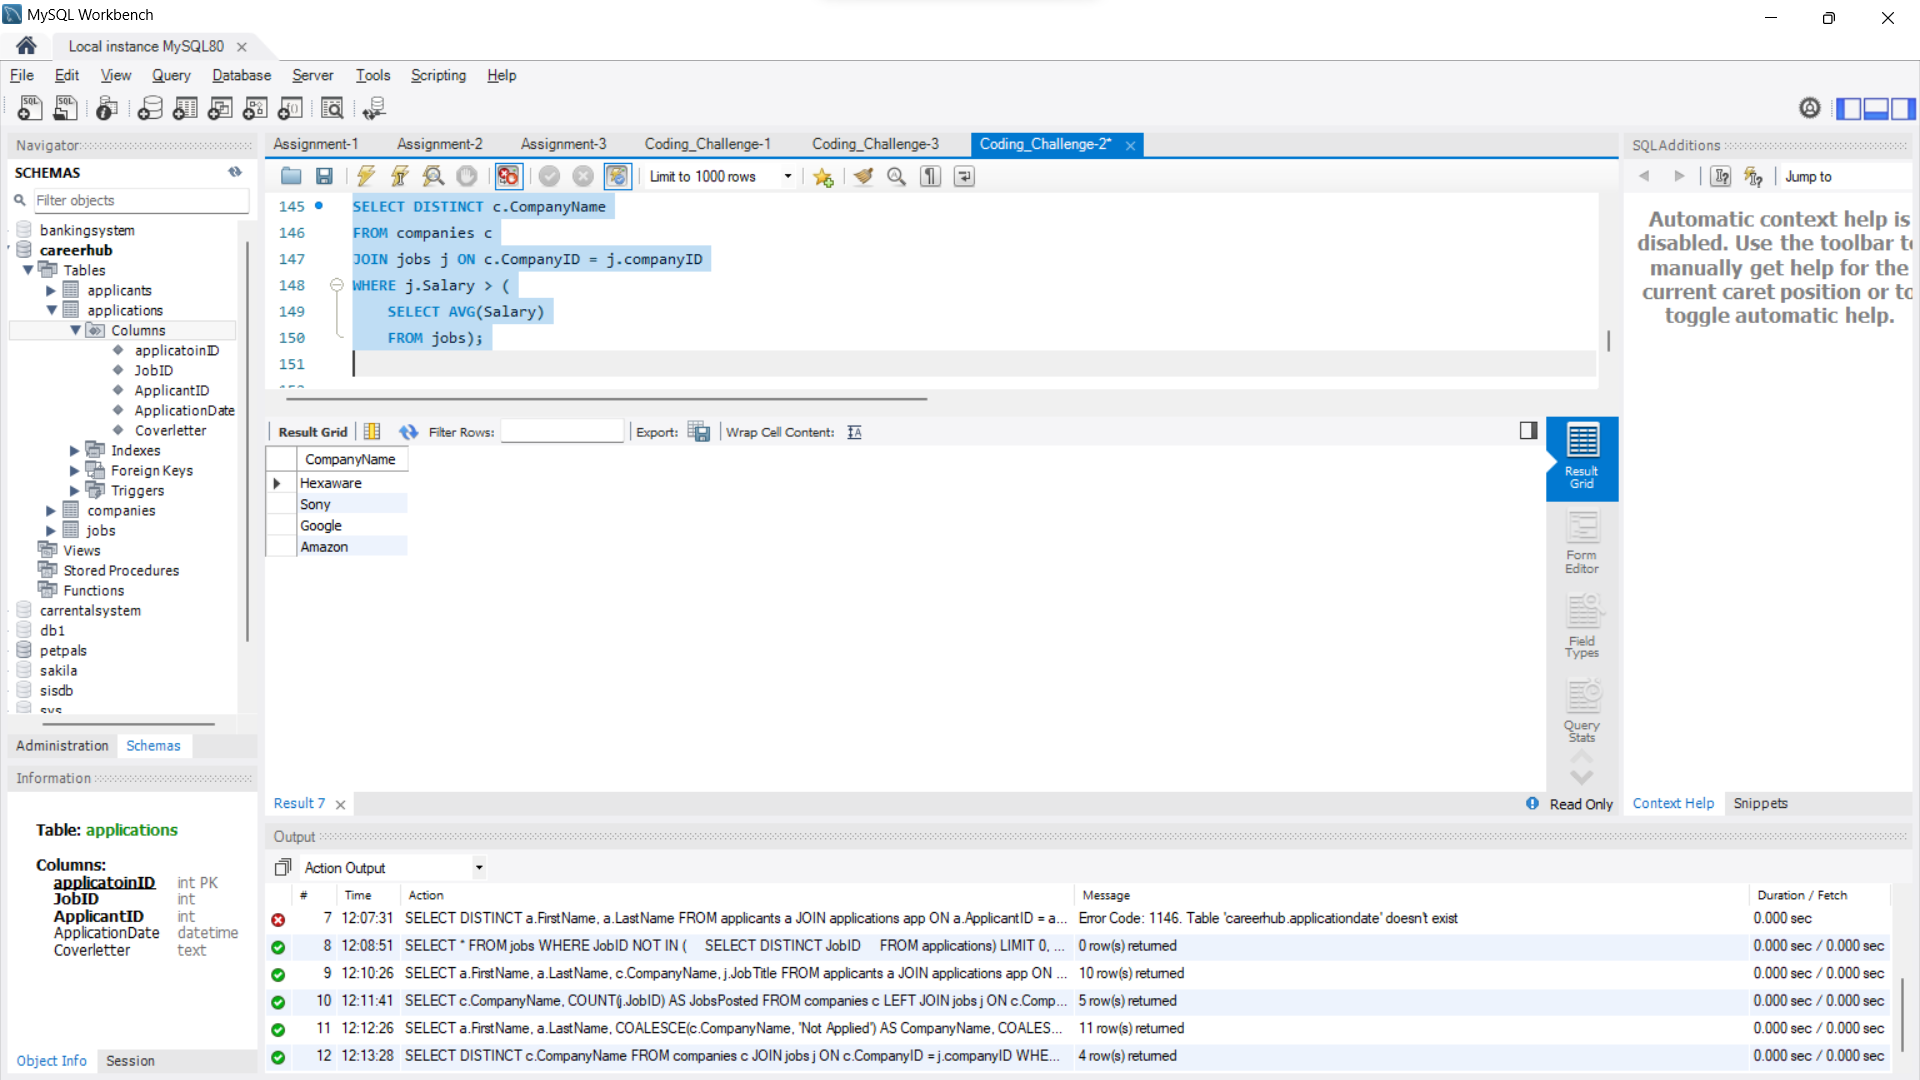 MySQL Workbench
Local instance MySQL80
File Edit View Query Database Server Tools Scripting Help
Navigator
SCHEMAS
Filter objects
bankingsystem
careerhub
Tables
applicants
applications
Columns
applicatoinID
JobID
ApplicantID
ApplicationDate
Coverletter
Indexes
Foreign Keys
Triggers
companies
jobs
Views
Stored Procedures
Functions
carrentalsystem
db1
petpals
sakila
sisdb
sys
Administration Schemas
Information
Table: applications
Columns:
applicatoinID int PK
JobID int
ApplicantID int
ApplicationDate datetime
Coverletter text
Object Info Session
Assignment-1 Assignment-2 Assignment-3 Coding_Challenge-1 Coding_Challenge-3 Coding_Challenge-2*
Limit to 1000 rows
145 SELECT DISTINCT c.CompanyName
146 FROM companies c
147 JOIN jobs j ON c.CompanyID = j.companyID
148 WHERE j.Salary > (
149 SELECT AVG(Salary)
150 FROM jobs);
151
Result Grid Filter Rows: Export: Wrap Cell Content:
CompanyName
Hexaware
Sony
Google
Amazon
Result
Grid
Form
Editor
Field
Types
Query
Stats
Result 7
Read Only
SQLAdditions
Jump to
Automatic context help is
disabled. Use the toolbar to
manually get help for the
current caret position or to
toggle automatic help.
Context Help Snippets
Output
Action Output
# Time Action Message Duration / Fetch
7 12:07:31 SELECT DISTINCT a.FirstName, a.LastName FROM applicants a JOIN applications app ON a.ApplicantID = a... Error Code: 1146. Table 'careerhub.applicationdate' doesn't exist 0.000 sec
8 12:08:51 SELECT * FROM jobs WHERE JobID NOT IN ( SELECT DISTINCT JobID FROM applications) LIMIT 0, ... 0 row(s) returned 0.000 sec / 0.000 sec
9 12:10:26 SELECT a.FirstName, a.LastName, c.CompanyName, j.JobTitle FROM applicants a JOIN applications app ON ... 10 row(s) returned 0.000 sec / 0.000 sec
10 12:11:41 SELECT c.CompanyName, COUNT(j.JobID) AS JobsPosted FROM companies c LEFT JOIN jobs j ON c.Comp... 5 row(s) returned 0.000 sec / 0.000 sec
11 12:12:26 SELECT a.FirstName, a.LastName, COALESCE(c.CompanyName, 'Not Applied') AS CompanyName, COALES... 11 row(s) returned 0.000 sec / 0.000 sec
12 12:13:28 SELECT DISTINCT c.CompanyName FROM companies c JOIN jobs j ON c.CompanyID = j.companyID WHE... 4 row(s) returned 0.000 sec / 0.000 sec